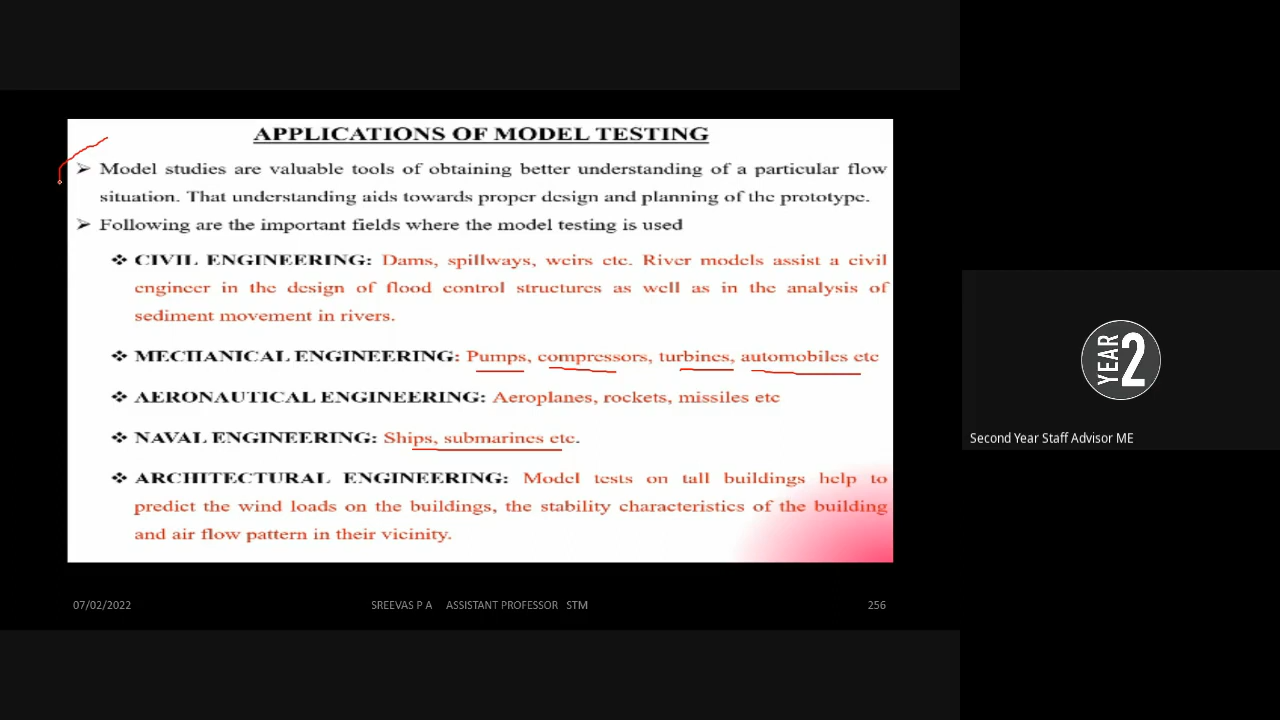 APPLICATIONS OF MODEL TESTING
➢ Model studies are valuable tools of obtaining better understanding of a particular flow
situation. That understanding aids towards proper design and planning of the prototype.
➢ Following are the important fields where the model testing is used
❖ CIVIL ENGINEERING: Dams, spillways, weirs etc. River models assist a civil
engineer in the design of flood control structures as well as in the analysis of
sediment movement in rivers.
❖ MECHANICAL ENGINEERING: Pumps, compressors, turbines, automobiles etc
❖ AERONAUTICAL ENGINEERING: Aeroplanes, rockets, missiles etc
❖ NAVAL ENGINEERING: Ships, submarines etc.
❖ ARCHITECTURAL ENGINEERING: Model tests on tall buildings help to
predict the wind loads on the buildings, the stability characteristics of the building
and air flow pattern in their vicinity.
07/02/2022 SREEVAS P A ASSISTANT PROFESSOR STM 256
YEAR 2
Second Year Staff Advisor ME